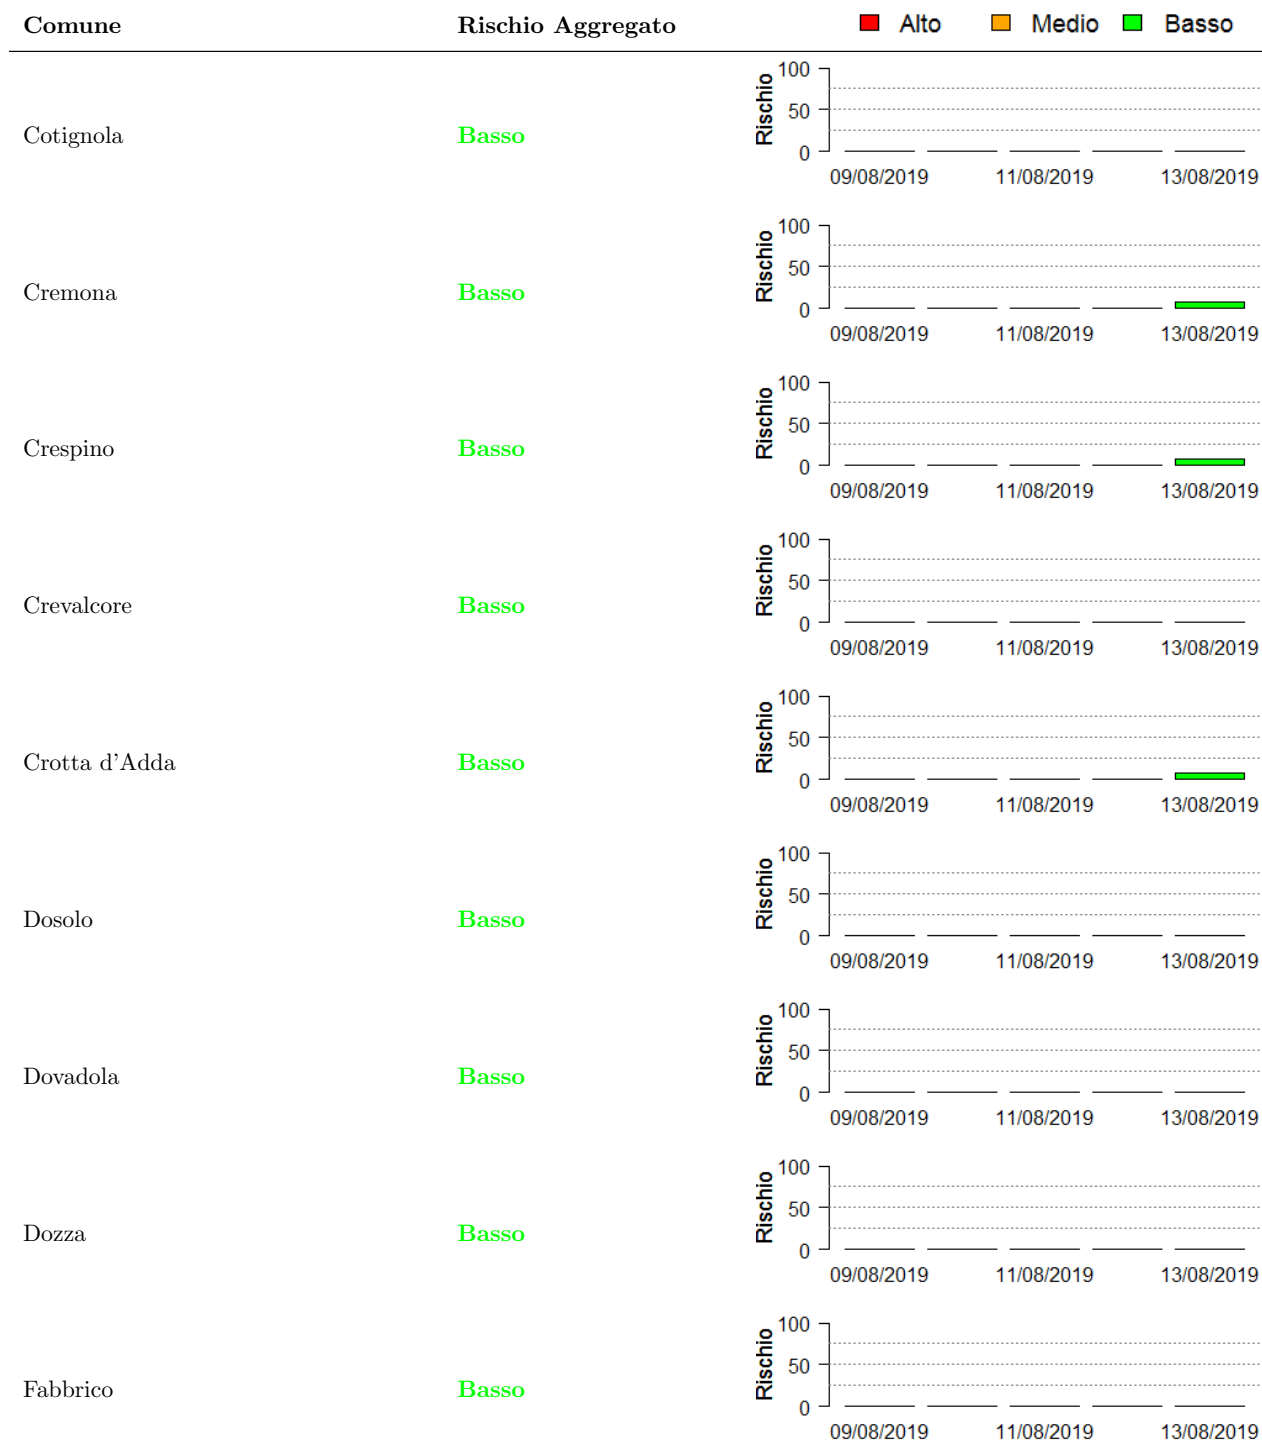 Comune Rischio Aggregato Alto Medio Basso
100
50
0
Rischio
Cotignola Basso
09/08/2019 11/08/2019 13/08/2019
100
50
0
Rischio
Cremona Basso
09/08/2019 11/08/2019 13/08/2019
100
50
0
Rischio
Crespino Basso
09/08/2019 11/08/2019 13/08/2019
100
50
0
Rischio
Crevalcore Basso
09/08/2019 11/08/2019 13/08/2019
100
50
0
Rischio
Crotta d'Adda Basso
09/08/2019 11/08/2019 13/08/2019
100
50
0
Rischio
Dosolo Basso
09/08/2019 11/08/2019 13/08/2019
100
50
0
Rischio
Dovadola Basso
09/08/2019 11/08/2019 13/08/2019
100
50
0
Rischio
Dozza Basso
09/08/2019 11/08/2019 13/08/2019
100
50
0
Rischio
Fabbrico Basso
09/08/2019 11/08/2019 13/08/2019